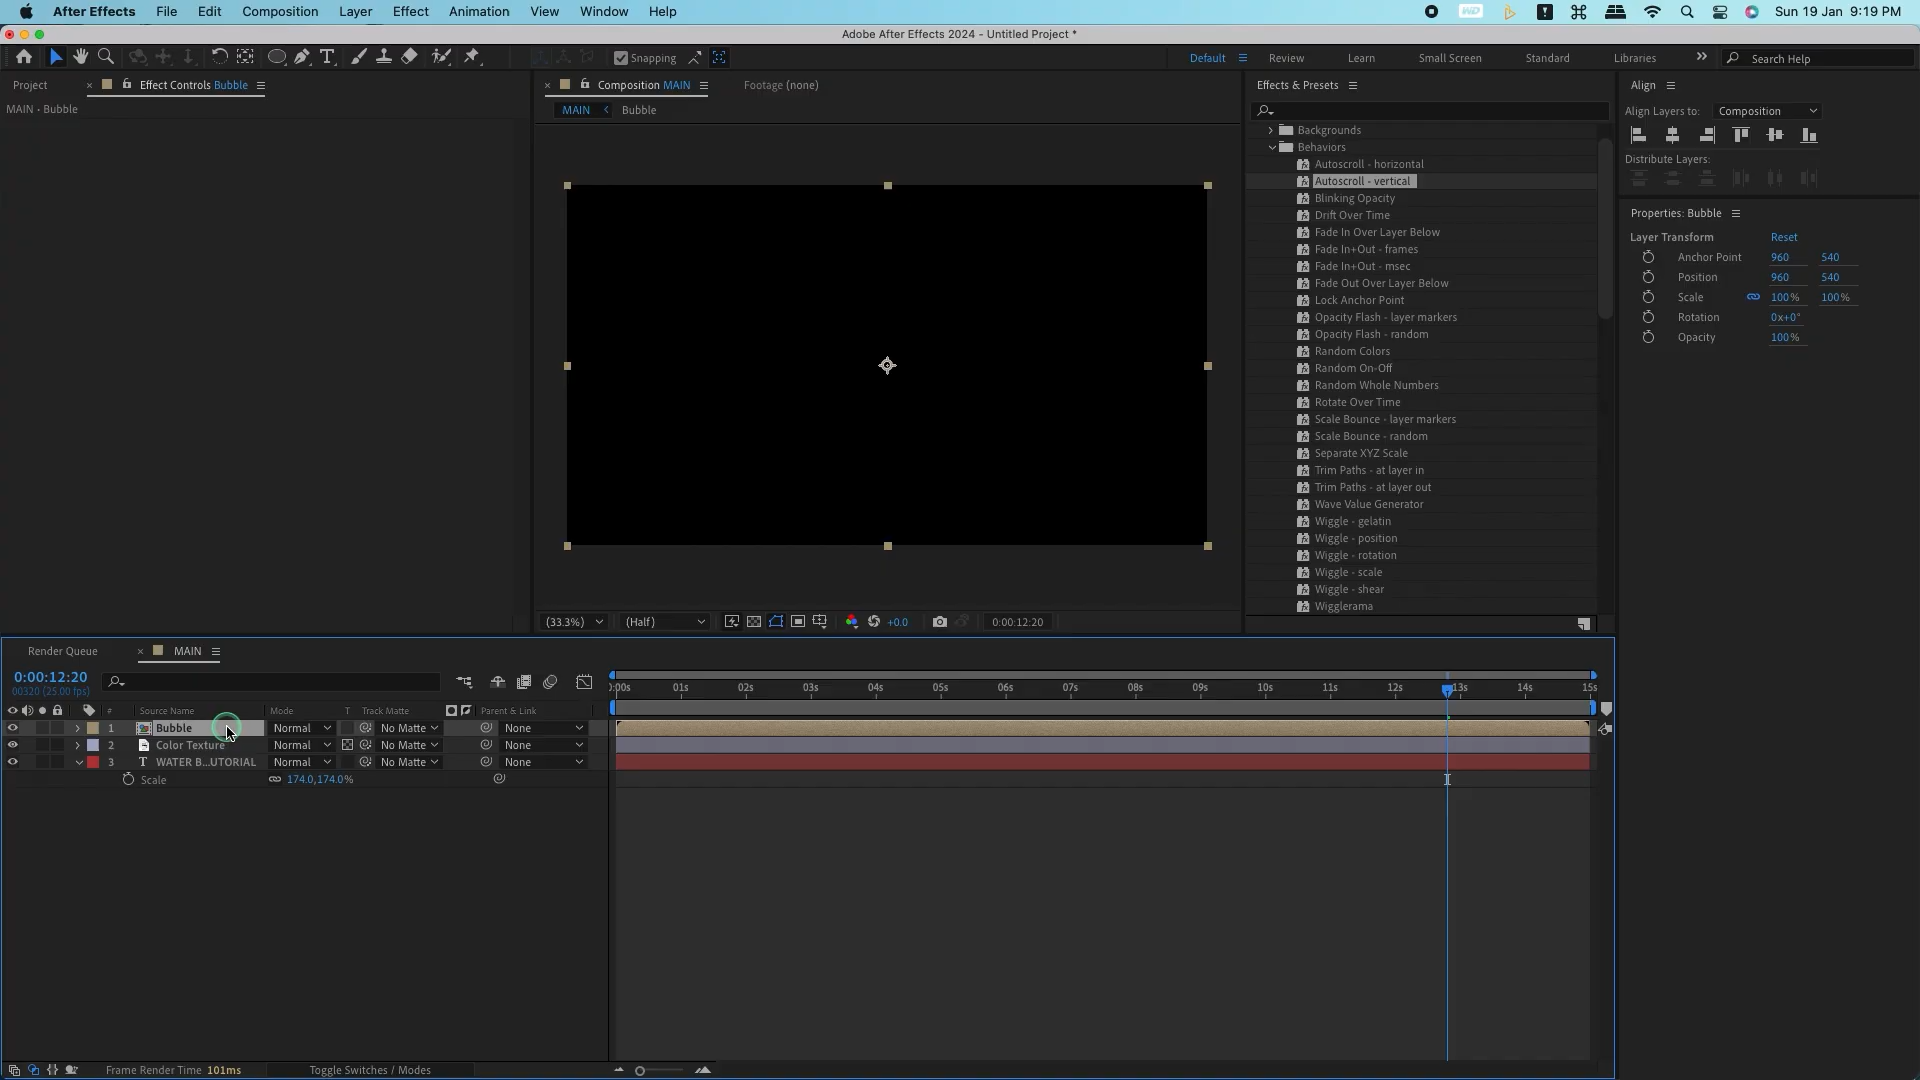 After Effects File Edit Composition Layer Effect Animation View Window Help Sun 19 Jan 9:19 PM
Adobe After Effects 2024 - Untitled Project *
Snapping Default Review Learn Small Screen Standard Libraries Search Help
Project Effect Controls Bubble Composition MAIN Footage (none) Effects & Presets Align
MAIN • Bubble
MAIN Bubble
Align Layers to: Composition
Backgrounds
Behaviors
Autoscroll - horizontal
Distribute Layers:
Autoscroll - vertical
Blinking Opacity
Drift Over Time
Properties: Bubble
Fade In Over Layer Below
Layer Transform Reset
Fade In+Out - frames
Anchor Point 960 540
Fade In+Out - msec
Position 960 540
Fade Out Over Layer Below
Lock Anchor Point
Scale 100% 100%
Opacity Flash - layer markers
Rotation 0x+0°
Opacity Flash - random
Opacity 100%
Random Colors
Random On-Off
Random Whole Numbers
Rotate Over Time
Scale Bounce - layer markers
Scale Bounce - random
Separate XYZ Scale
Trim Paths - at layer in
Trim Paths - at layer out
Wave Value Generator
Wiggle - gelatin
Wiggle - position
Wiggle - rotation
Wiggle - scale
Wiggle - shear
Wigglerama
(33.3%) (Half) +0.0 0:00:12:20
Render Queue MAIN
0:00:12:20
00320 (25.00 fps)
0:00s 01s 02s 03s 04s 05s 06s 07s 08s 09s 10s 11s 12s 13s 14s 15s
# Source Name Mode T Track Matte Parent & Link
1 Bubble Normal No Matte None
2 Color Texture Normal No Matte None
3 T WATER B...UTORIAL Normal No Matte None
Scale 174.0,174.0%
Frame Render Time 101ms Toggle Switches / Modes